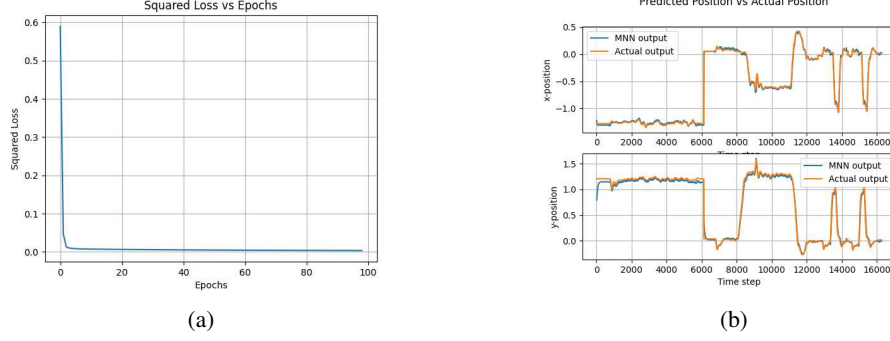 Squared Loss vs Epochs
0.6
0.5
0.4
0.3
0.2
0.1
0.0
Squared Loss
0 20 40 60 80 100
Epochs
(a)
Predicted Position vs Actual Position
0.5
0.0
−0.5
−1.0
x-position
MNN output
Actual output
0 2000 4000 6000 8000 10000 12000 14000 16000
Time step
1.5
1.0
0.5
0.0
y-position
MNN output
Actual output
0 2000 4000 6000 8000 10000 12000 14000 16000
Time step
(b)